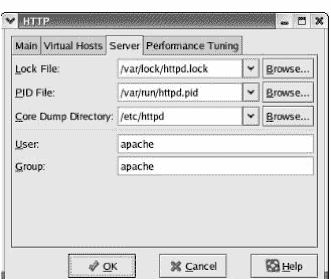 HTTP
Main Virtual Hosts Server Performance Tuning
Lock File: /var/lock/httpd.lock Browse...
PID File: /var/run/httpd.pid Browse...
Core Dump Directory: /etc/httpd Browse...
User: apache
Group: apache
OK Cancel Help